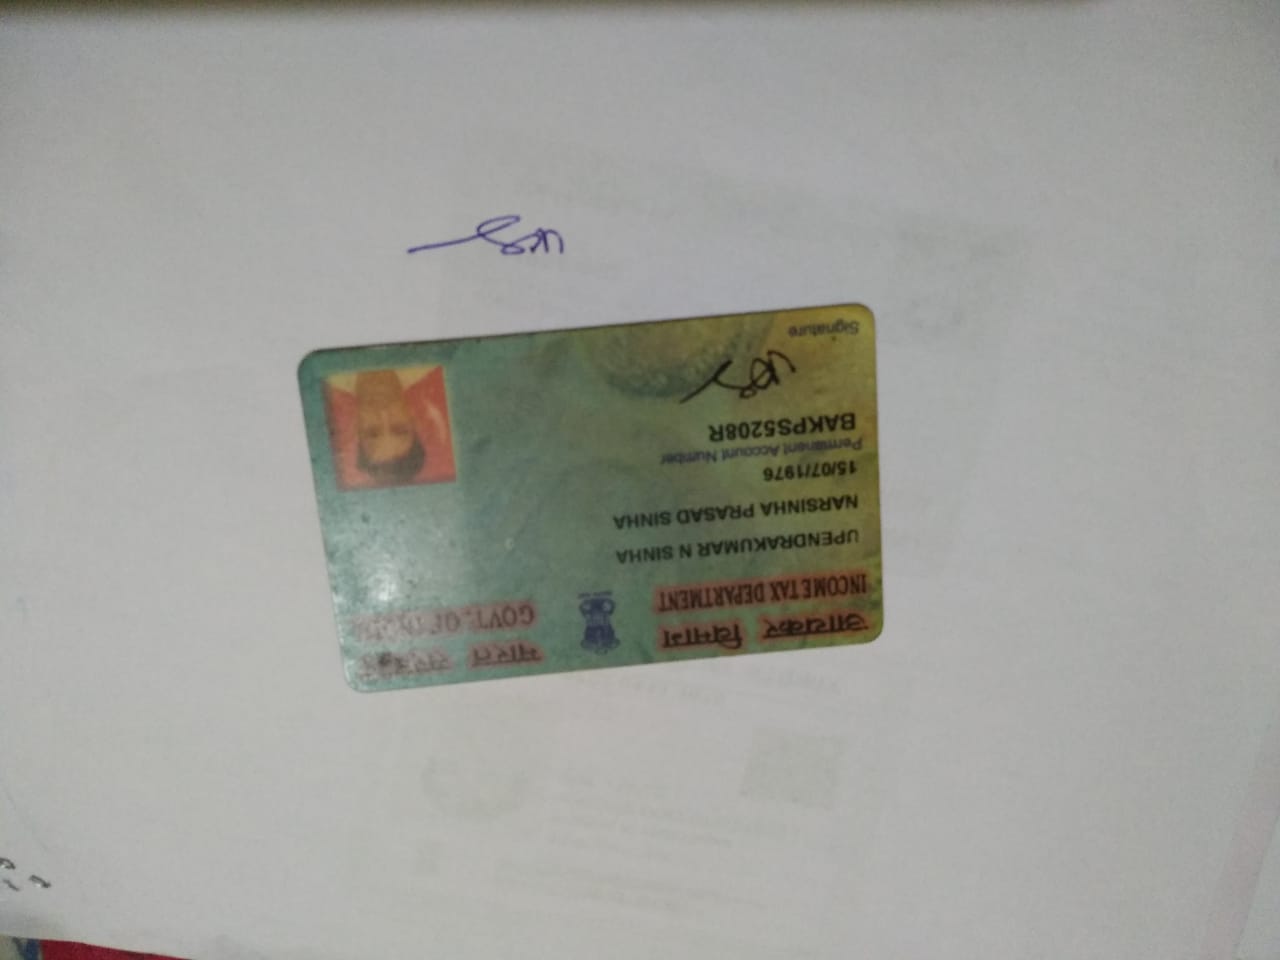 आयकर विभाग
INCOME TAX DEPARTMENT
भारत सरकार
GOVT. OF INDIA
UPENDRAKUMAR N SINHA
NARSINHA PRASAD SINHA
15/07/1976
Permanent Account Number
BAKPS5208R
Signature